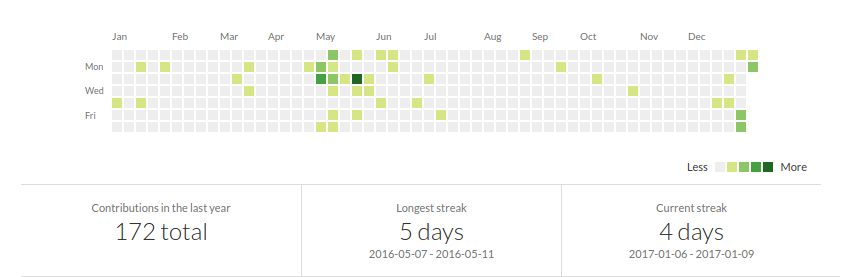 Jan Feb Mar Apr May Jun Jul Aug Sep Oct Nov Dec
Mon
Wed
Fri
Less More
Contributions in the last year Longest streak Current streak
172 total 5 days 4 days
2016-05-07 - 2016-05-11 2017-01-06 - 2017-01-09